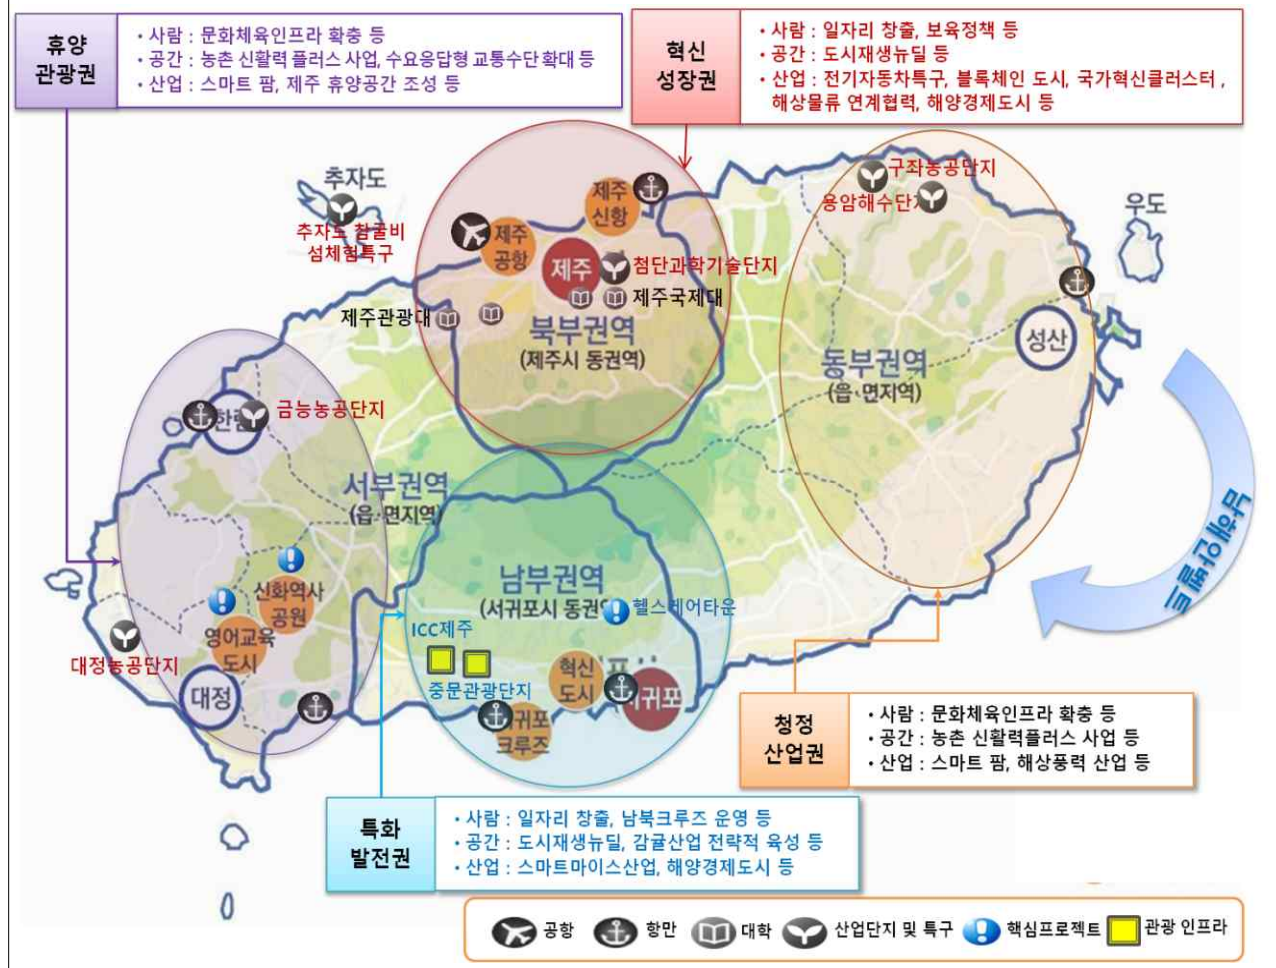 휴양
관광권
• 사람 : 문화체육인프라 확충 등
• 공간 : 농촌 신활력 플러스 사업, 수요응답형 교통수단 확대 등
• 산업 : 스마트 팜, 제주 휴양공간 조성 등
혁신
성장권
• 사람 : 일자리 창출, 보육정책 등
• 공간 : 도시재생뉴딜 등
• 산업 : 전기자동차특구, 블록체인 도시, 국가혁신클러스터,
해상물류 연계협력, 해양경제도시 등
추자도
추자도 참굴비
섬체험특구
제주
신항
제주
공항
제주
첨단과학기술단지
제주국제대
제주관광대
북부권역
(제주시 동권역)
구좌농공단지
용암해수단지
우도
성산
동부권역
(읍·면지역)
남해안벨트
한림
금능농공단지
서부권역
(읍·면지역)
신화역사
공원
영어교육
도시
대정농공단지
대정
남부권역
(서귀포시 동권역)
헬스케어타운
ICC제주
중문관광단지
혁신
도시
서귀포
서귀포
크루즈
청정
산업권
• 사람 : 문화체육인프라 확충 등
• 공간 : 농촌 신활력플러스 사업 등
• 산업 : 스마트 팜, 해상풍력 산업 등
특화
발전권
• 사람 : 일자리 창출, 남북크루즈 운영 등
• 공간 : 도시재생뉴딜, 감귤산업 전략적 육성 등
• 산업 : 스마트마이스산업, 해양경제도시 등
공항
항만
대학
산업단지 및 특구
핵심프로젝트
관광 인프라